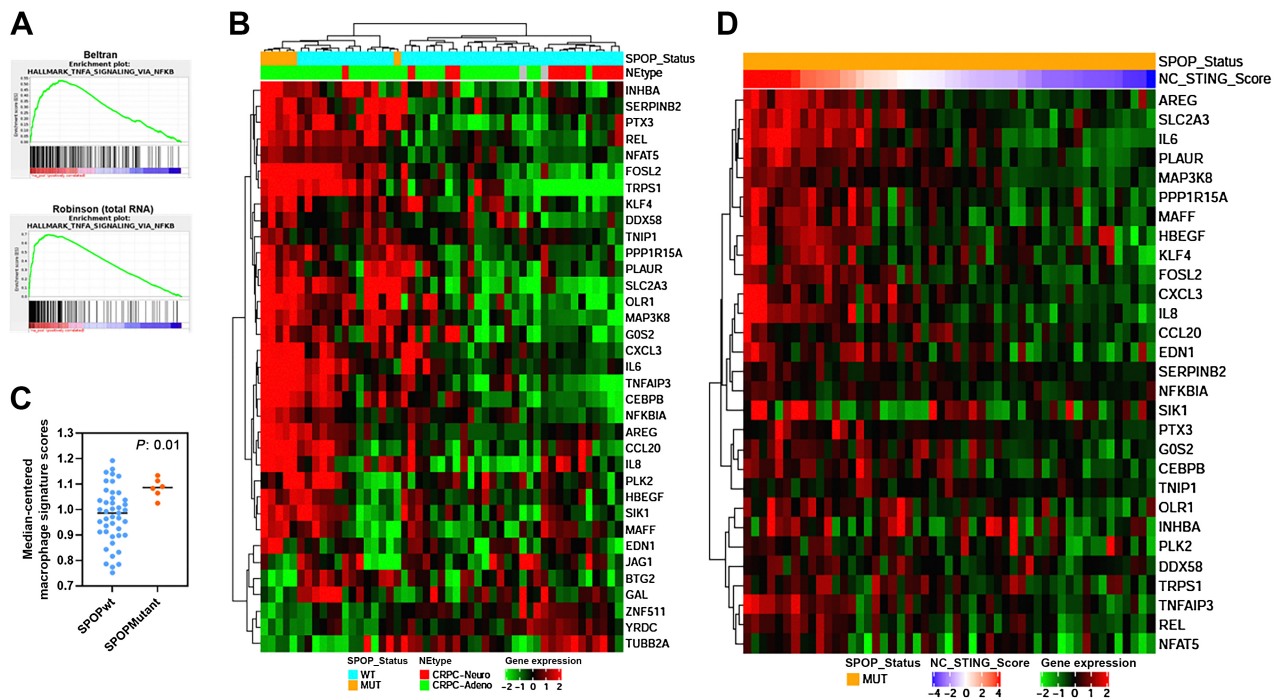 A
Beltran
Enrichment plot:
HALLMARK_TNFA_SIGNALING_VIA_NFKB
Enrichment score (ES)
Robinson (total RNA)
Enrichment plot:
HALLMARK_TNFA_SIGNALING_VIA_NFKB
Enrichment score (ES)
B
SPOP_Status
NEtype
INHBA
SERPINB2
PTX3
REL
NFAT5
FOSL2
TRPS1
KLF4
DDX58
TNIP1
PPP1R15A
PLAUR
SLC2A3
OLR1
MAP3K8
G0S2
CXCL3
IL6
TNFAIP3
CEBPB
NFKBIA
AREG
CCL20
IL8
PLK2
HBEGF
SIK1
MAFF
EDN1
JAG1
BTG2
GAL
ZNF511
YRDC
TUBB2A
SPOP_Status
WT
MUT
NEtype
CRPC-Neuro
CRPC-Adeno
Gene expression
-2 -1 0 1 2
C
Median-centered
macrophage signature scores
P: 0.01
1.3
1.2
1.1
1.0
0.9
0.8
0.7
SPOPwt
SPOPMutant
D
SPOP_Status
NC_STING_Score
AREG
SLC2A3
IL6
PLAUR
MAP3K8
PPP1R15A
MAFF
HBEGF
KLF4
FOSL2
CXCL3
IL8
CCL20
EDN1
SERPINB2
NFKBIA
SIK1
PTX3
G0S2
CEBPB
TNIP1
OLR1
INHBA
PLK2
DDX58
TRPS1
TNFAIP3
REL
NFAT5
SPOP_Status
MUT
NC_STING_Score
-4 -2 0 2 4
Gene expression
-2 -1 0 1 2